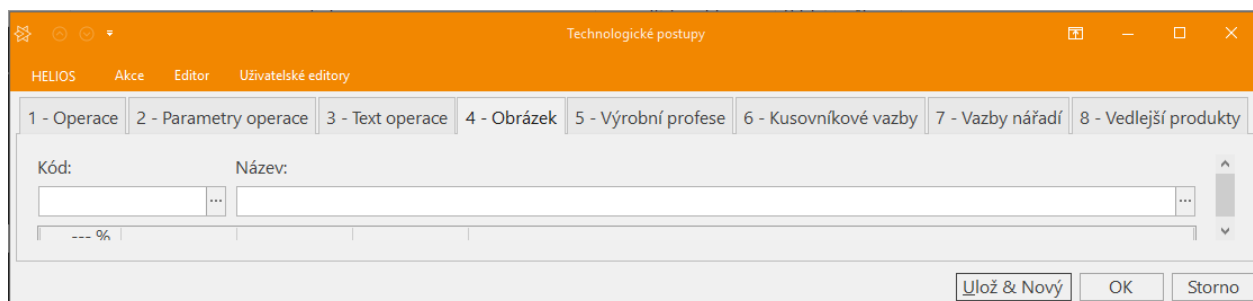 Technologické postupy
HELIOS Akce Editor Uživatelské editory
1 - Operace 2 - Parametry operace 3 - Text operace 4 - Obrázek 5 - Výrobní profese 6 - Kusovníkové vazby 7 - Vazby nářadí 8 - Vedlejší produkty
Kód: Název:
... ...
--- %
Ulož & Nový OK Storno